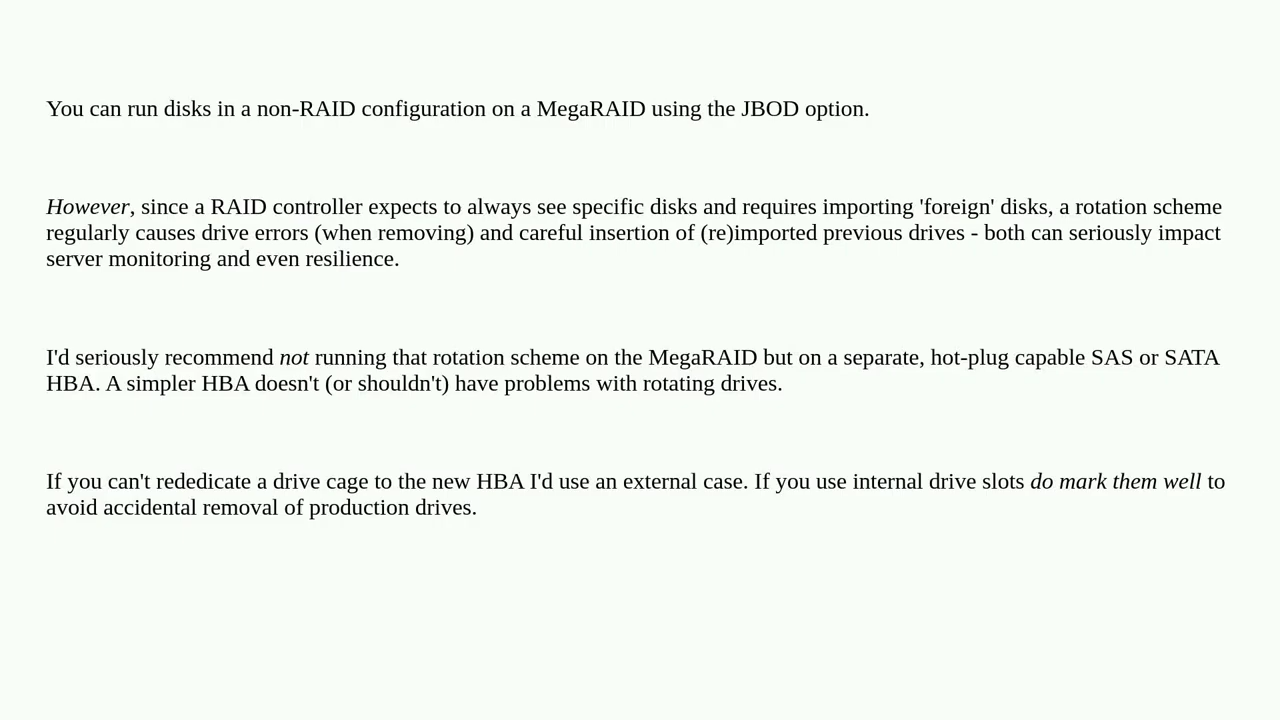 You can run disks in a non-RAID configuration on a MegaRAID using the JBOD option.
However, since a RAID controller expects to always see specific disks and requires importing 'foreign' disks, a rotation scheme
regularly causes drive errors (when removing) and careful insertion of (re)imported previous drives - both can seriously impact
server monitoring and even resilience.
I'd seriously recommend not running that rotation scheme on the MegaRAID but on a separate, hot-plug capable SAS or SATA
HBA. A simpler HBA doesn't (or shouldn't) have problems with rotating drives.
If you can't rededicate a drive cage to the new HBA I'd use an external case. If you use internal drive slots do mark them well to
avoid accidental removal of production drives.